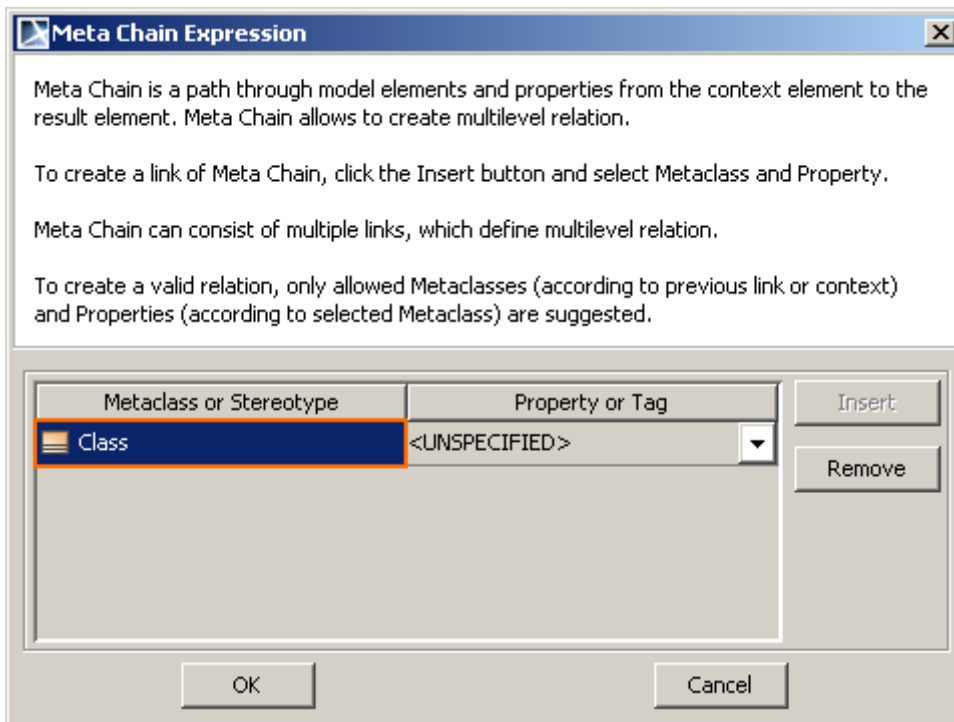 Meta Chain Expression
Meta Chain is a path through model elements and properties from the context element to the
result element. Meta Chain allows to create multilevel relation.
To create a link of Meta Chain, click the Insert button and select Metaclass and Property.
Meta Chain can consist of multiple links, which define multilevel relation.
To create a valid relation, only allowed Metaclasses (according to previous link or context)
and Properties (according to selected Metaclass) are suggested.
Metaclass or Stereotype Property or Tag Insert
Class <UNSPECIFIED>
Remove
OK Cancel